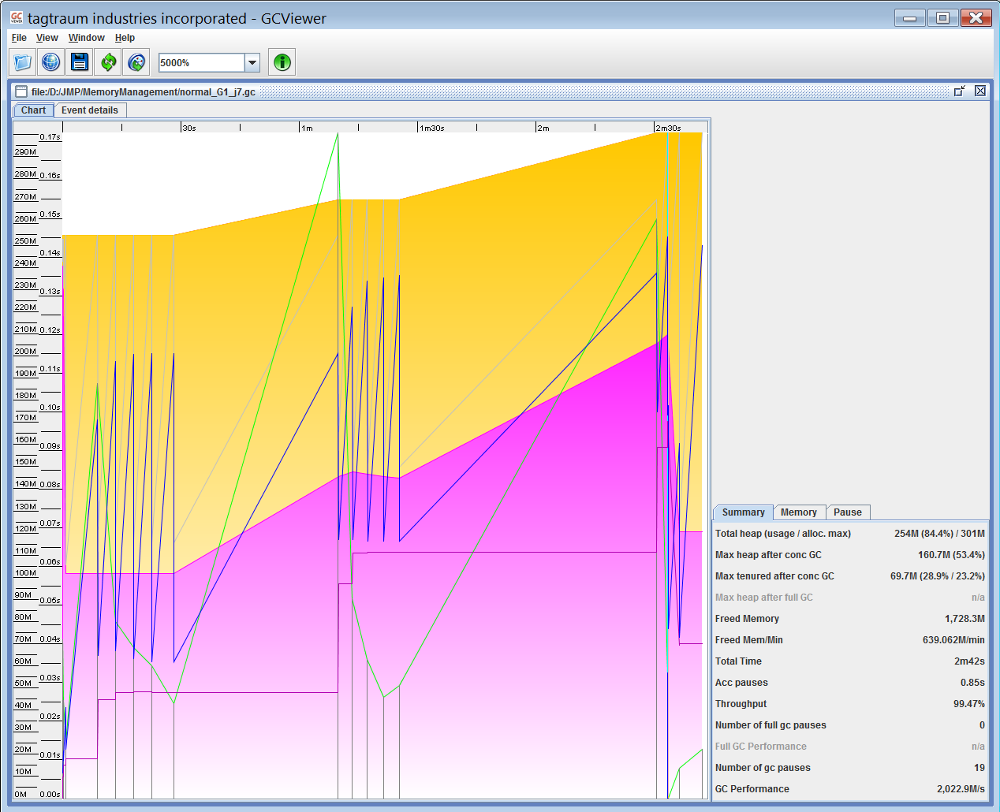 GC
VIEWER
tagtraum industries incorporated - GCViewer
File View Window Help
5000%
file:/D:/JMP/MemoryManagement/normal_G1_j7.gc
Chart Event details
30s 1m 1m30s 2m 2m30s
0.17s
290M
280M 0.16s
270M
260M 0.15s
250M
240M 0.14s
230M
220M 0.13s
210M 0.12s
200M
190M 0.11s
180M
170M 0.10s
160M
150M 0.09s
140M 0.08s
130M
120M 0.07s
110M
100M 0.06s
90M
80M 0.05s
70M 0.04s
60M
50M 0.03s
40M
30M 0.02s
20M
10M 0.01s
0M 0.00s
Summary Memory Pause
Total heap (usage / alloc. max) 254M (84.4%) / 301M
Max heap after conc GC 160.7M (53.4%)
Max tenured after conc GC 69.7M (28.9% / 23.2%)
Max heap after full GC n/a
Freed Memory 1,728.3M
Freed Mem/Min 639.062M/min
Total Time 2m42s
Acc pauses 0.85s
Throughput 99.47%
Number of full gc pauses 0
Full GC Performance n/a
Number of gc pauses 19
GC Performance 2,022.9M/s